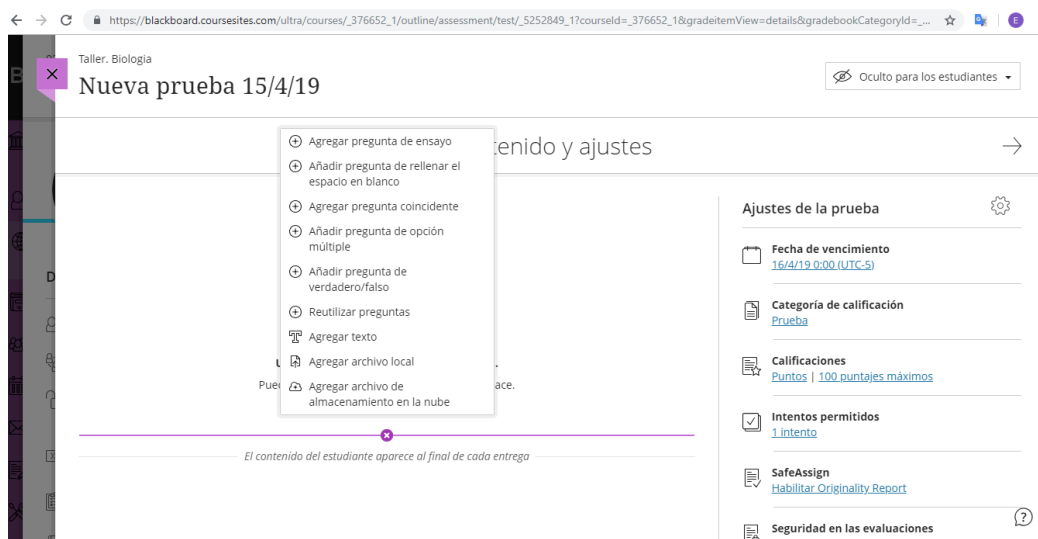 https://blackboard.coursesites.com/ultra/courses/_376652_1/outline/assessment/test/_5252849_1?courseId=_376652_1&gradeitemView=details&gradebookCategoryId=_...
E
Taller. Biologia
Nueva prueba 15/4/19
Oculto para los estudiantes
tenido y ajustes
Agregar pregunta de ensayo
Añadir pregunta de rellenar el
espacio en blanco
Agregar pregunta coincidente
Añadir pregunta de opción
múltiple
Añadir pregunta de
verdadero/falso
Reutilizar preguntas
Agregar texto
Agregar archivo local
Agregar archivo de
almacenamiento en la nube
El contenido del estudiante aparece al final de cada entrega
Ajustes de la prueba
Fecha de vencimiento
16/4/19 0:00 (UTC-5)
Categoría de calificación
Prueba
Calificaciones
Puntos | 100 puntajes máximos
Intentos permitidos
1 intento
SafeAssign
Habilitar Originality Report
Seguridad en las evaluaciones